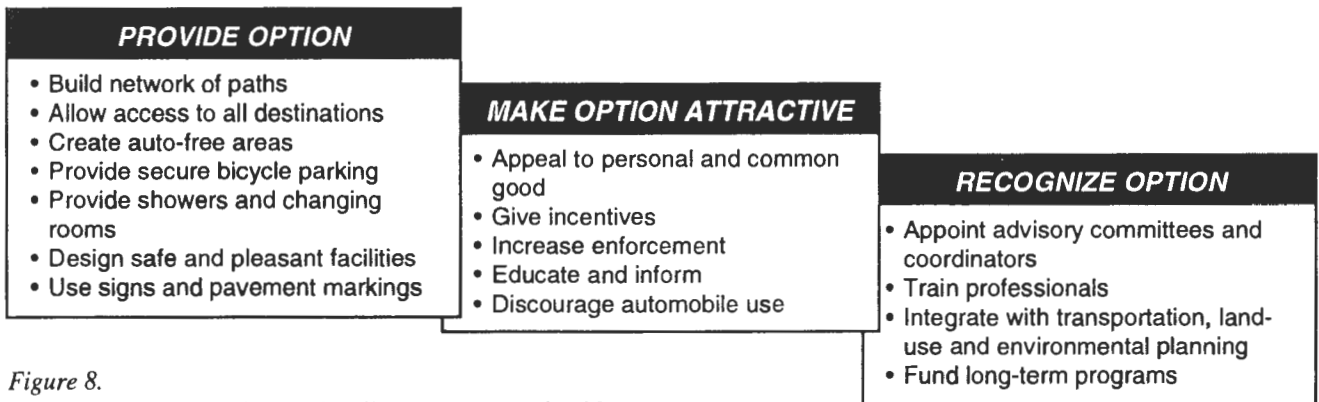 PROVIDE OPTION
• Build network of paths
• Allow access to all destinations
• Create auto-free areas
• Provide secure bicycle parking
• Provide showers and changing
rooms
• Design safe and pleasant facilities
• Use signs and pavement markings
MAKE OPTION ATTRACTIVE
• Appeal to personal and common
good
• Give incentives
• Increase enforcement
• Educate and inform
• Discourage automobile use
RECOGNIZE OPTION
• Appoint advisory committees and
coordinators
• Train professionals
• Integrate with transportation, land-
use and environmental planning
• Fund long-term programs
Figure 8.